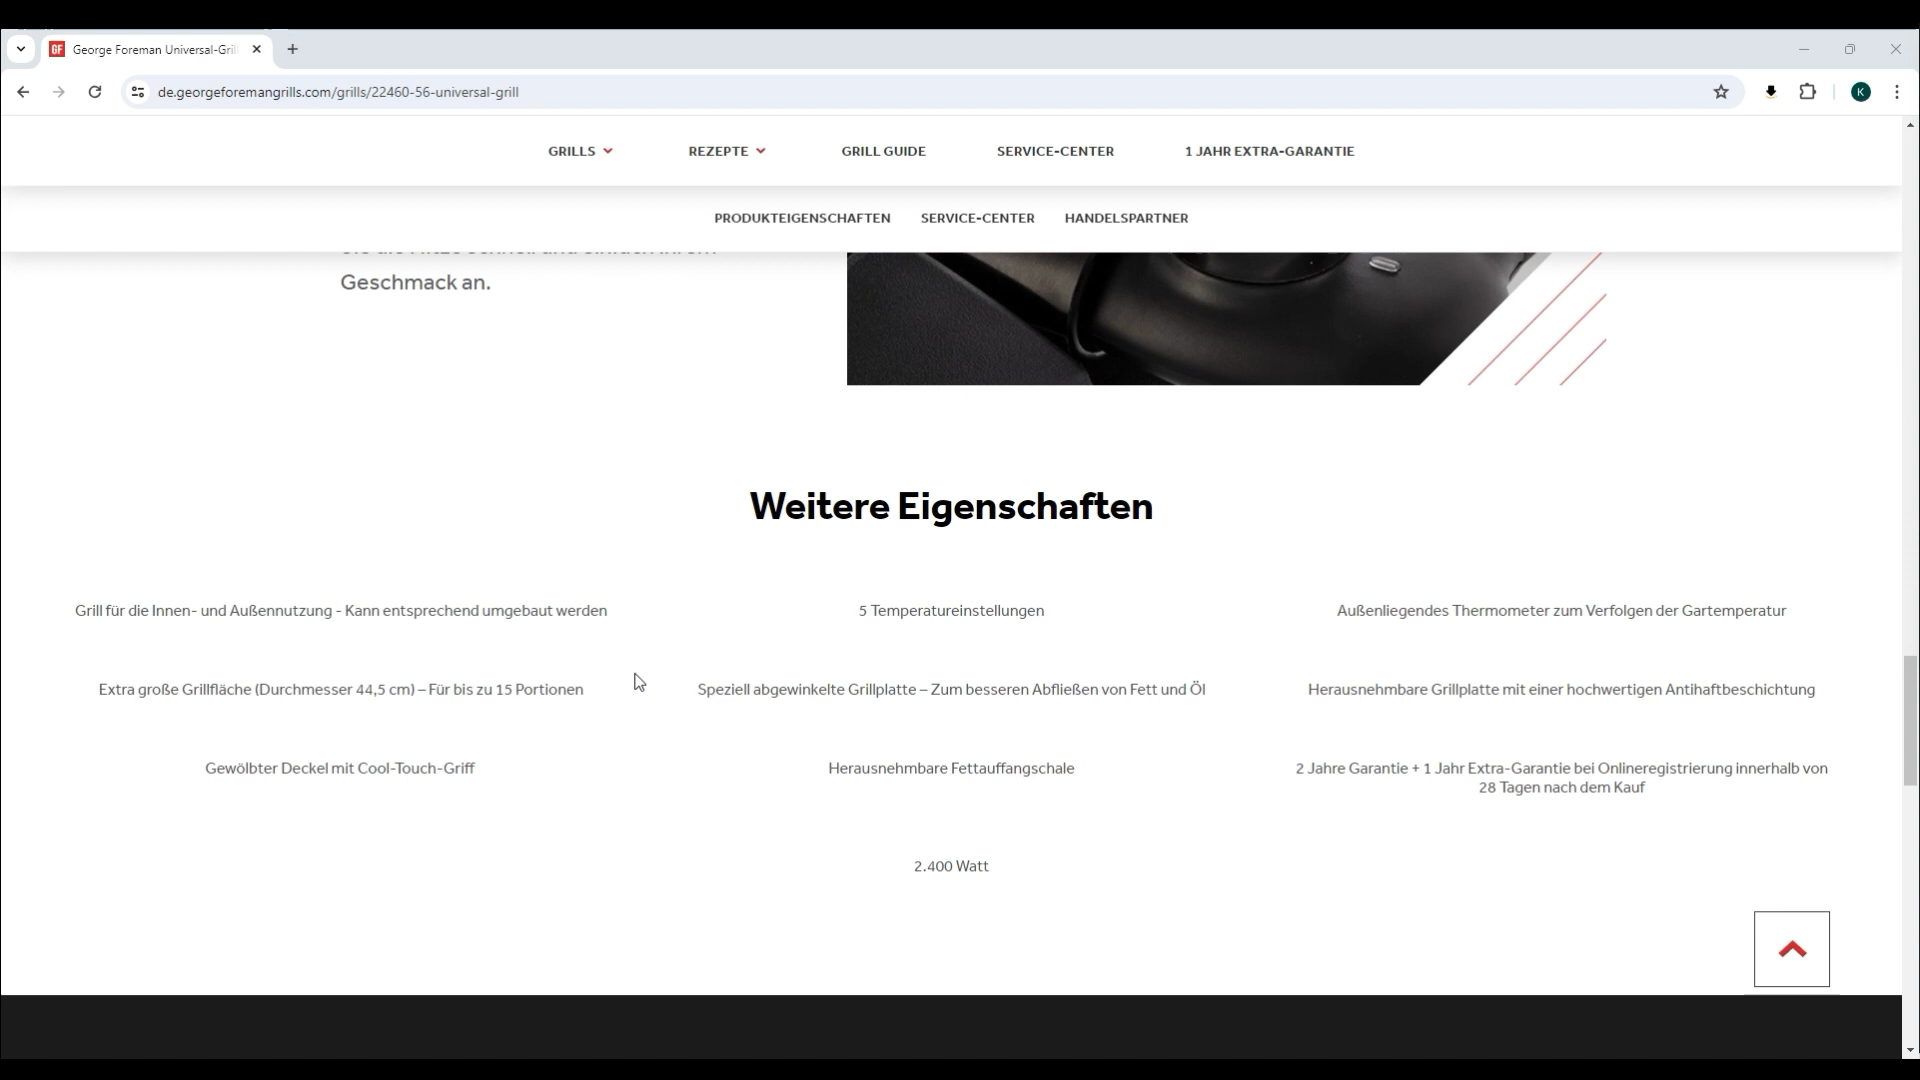 GF George Foreman Universal-Gril
de.georgeforemangrills.com/grills/22460-56-universal-grill
K
GRILLS REZEPTE GRILL GUIDE SERVICE-CENTER 1 JAHR EXTRA-GARANTIE
PRODUKTEIGENSCHAFTEN SERVICE-CENTER HANDELSPARTNER
Geschmack an.
Weitere Eigenschaften
Grill für die Innen- und Außennutzung - Kann entsprechend umgebaut werden
5 Temperatureinstellungen
Außenliegendes Thermometer zum Verfolgen der Gartemperatur
Extra große Grillfläche (Durchmesser 44,5 cm) – Für bis zu 15 Portionen
Speziell abgewinkelte Grillplatte – Zum besseren Abfließen von Fett und Öl
Herausnehmbare Grillplatte mit einer hochwertigen Antihaftbeschichtung
Gewölbter Deckel mit Cool-Touch-Griff
Herausnehmbare Fettauffangschale
2 Jahre Garantie + 1 Jahr Extra-Garantie bei Onlineregistrierung innerhalb von
28 Tagen nach dem Kauf
2.400 Watt